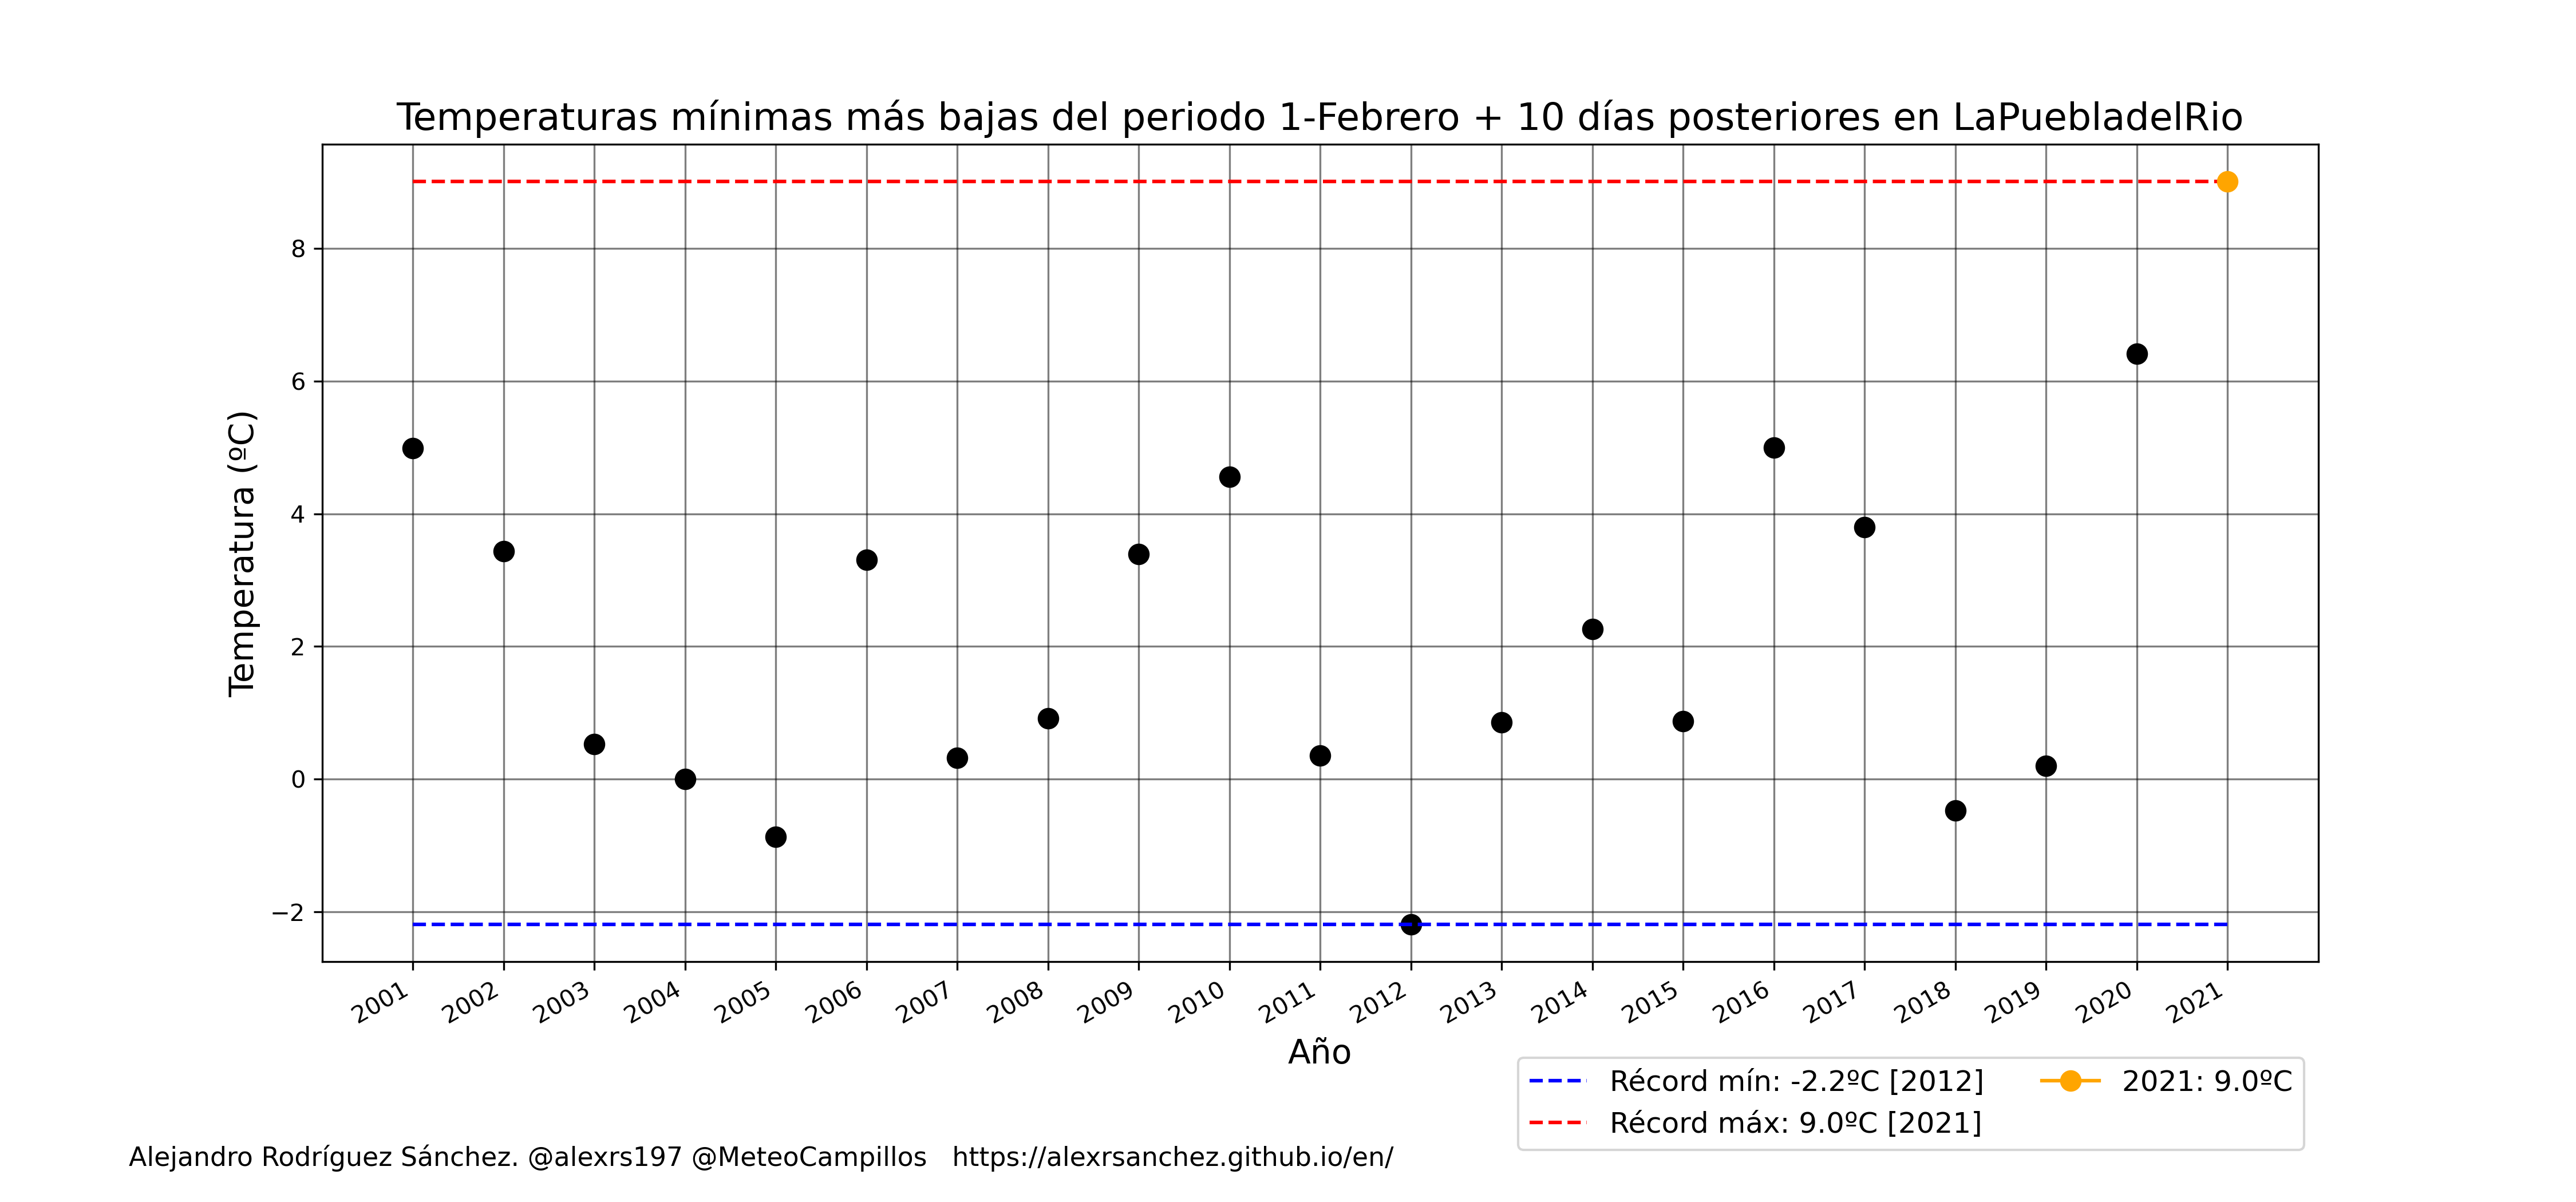 Temperaturas mínimas más bajas del periodo 1-Febrero + 10 días posteriores en LaPuebladelRio
Temperatura (ºC)
8
6
4
2
0
−2
2001 2002 2003 2004 2005 2006 2007 2008 2009 2010 2011 2012 2013 2014 2015 2016 2017 2018 2019 2020 2021
Año
Récord mín: -2.2ºC [2012]
Récord máx: 9.0ºC [2021]
2021: 9.0ºC
Alejandro Rodríguez Sánchez. @alexrs197 @MeteoCampillos https://alexrsanchez.github.io/en/